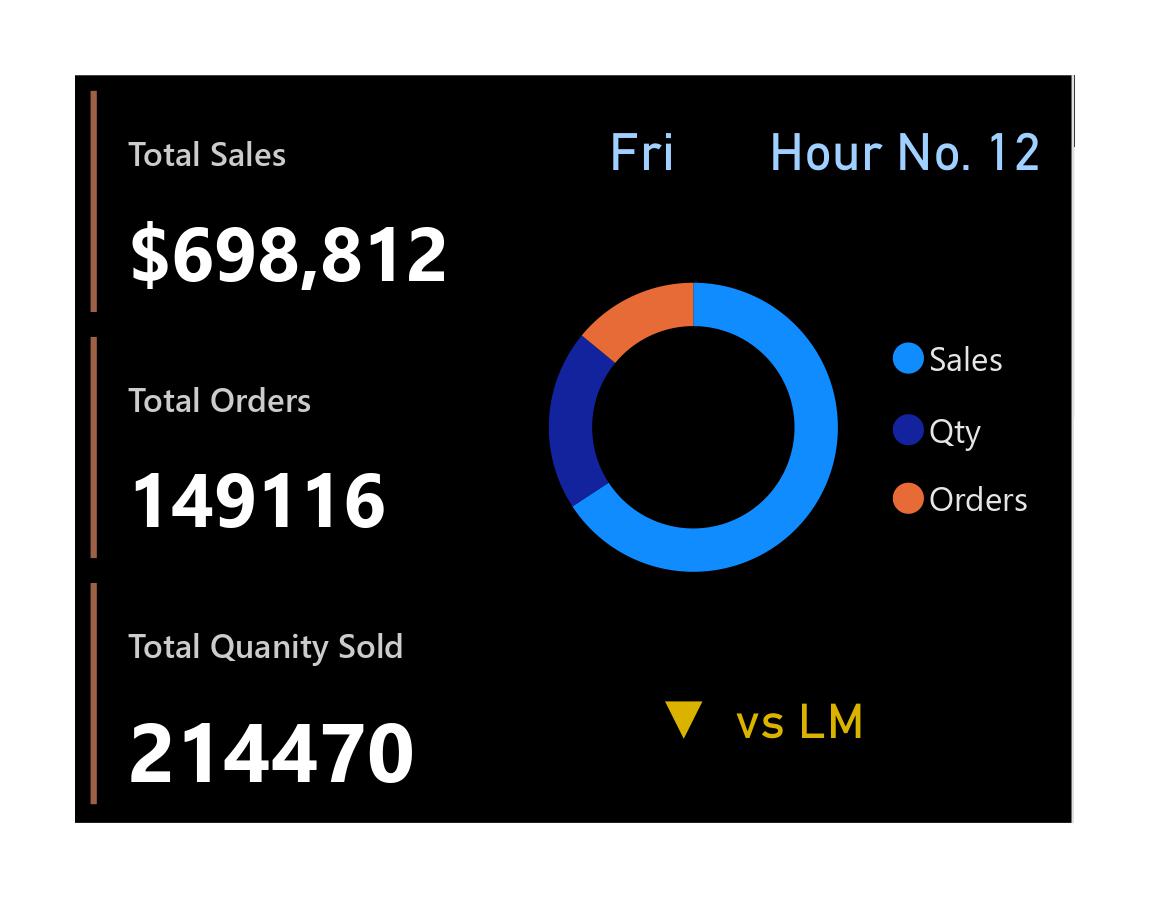 Total Sales
$698,812
Total Orders
149116
Total Quanity Sold
214470
Fri
Hour No. 12
Sales
Qty
Orders
▼ vs LM